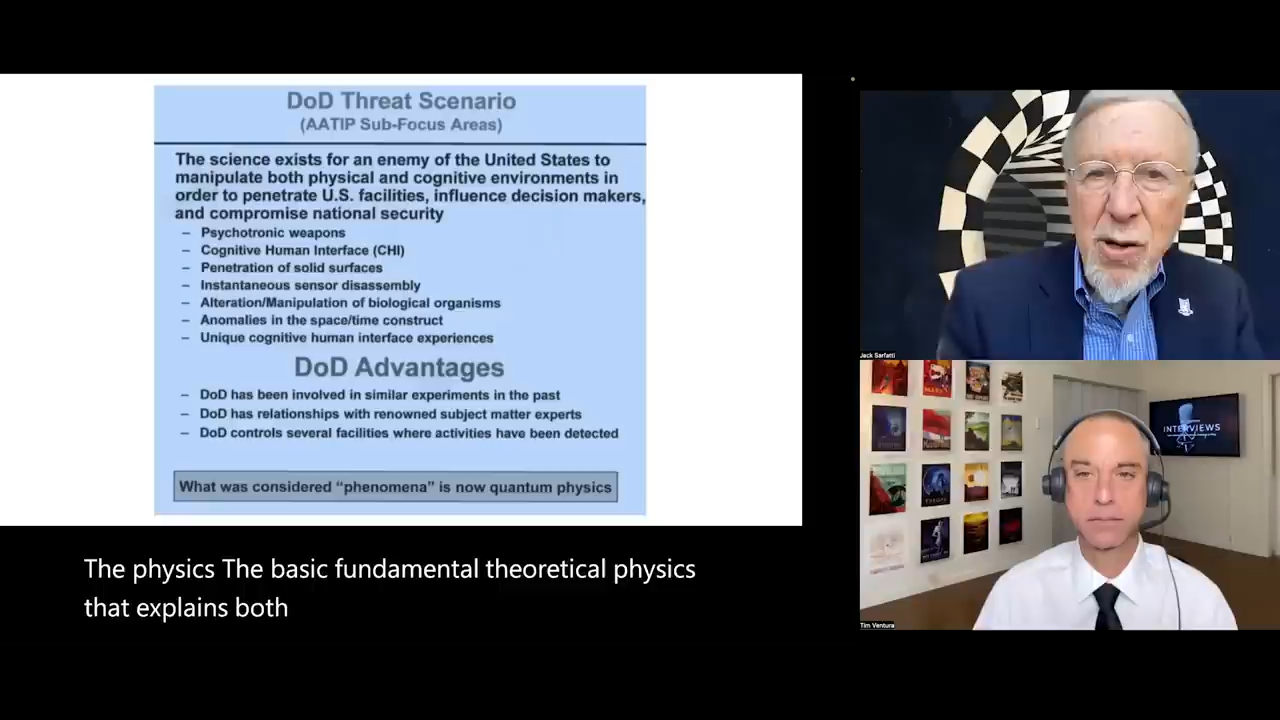 DoD Threat Scenario
(AATIP Sub-Focus Areas)
The science exists for an enemy of the United States to
manipulate both physical and cognitive environments in
order to penetrate U.S. facilities, influence decision makers,
and compromise national security
– Psychotronic weapons
– Cognitive Human Interface (CHI)
– Penetration of solid surfaces
– Instantaneous sensor disassembly
– Alteration/Manipulation of biological organisms
– Anomalies in the space/time construct
– Unique cognitive human interface experiences
DoD Advantages
– DoD has been involved in similar experiments in the past
– DoD has relationships with renowned subject matter experts
– DoD controls several facilities where activities have been detected
What was considered “phenomena” is now quantum physics
The physics The basic fundamental theoretical physics
that explains both
Jack Sarfatti
INTERVIEWS
Tim Ventura